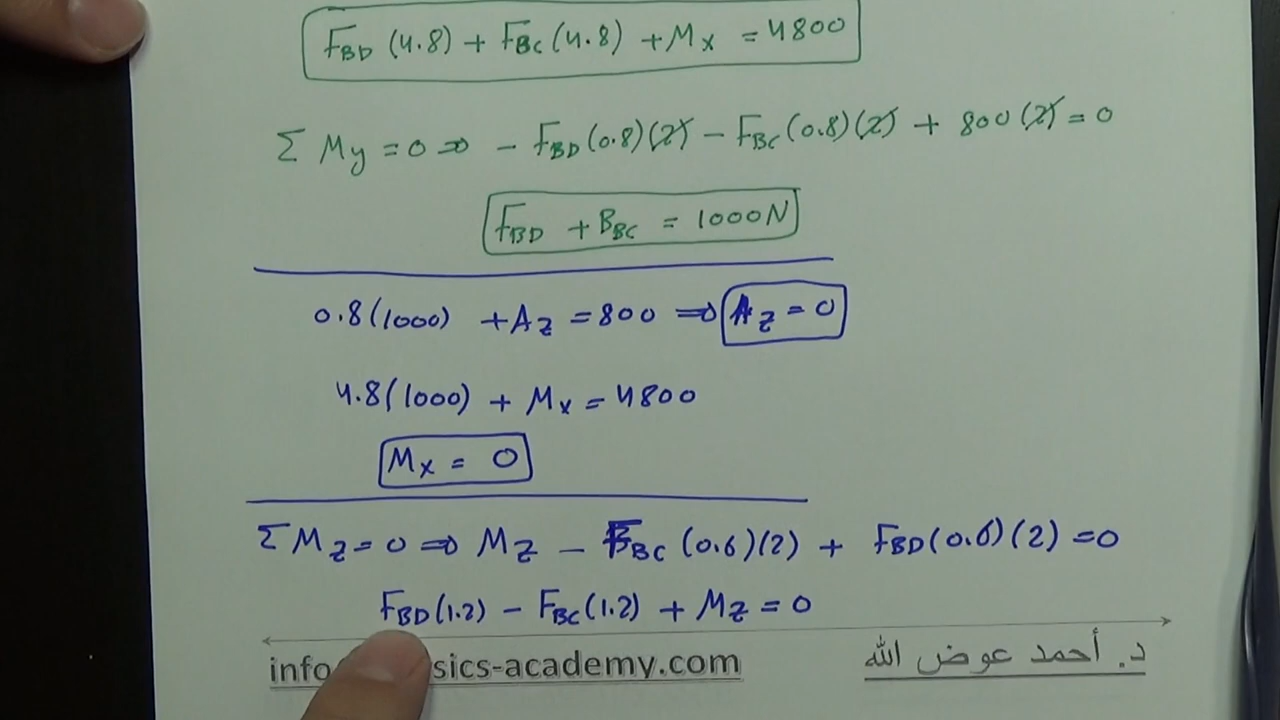 F_BD (4.8) + F_BC (4.8) + M_x = 4800
Σ M_y = 0 ⇒ - F_BD (0.8)(2) - F_BC (0.8)(2) + 800 (2) = 0
F_BD + B_BC = 1000N
0.8(1000) + A_z = 800 ⇒ A_z = 0
4.8(1000) + M_x = 4800
M_x = 0
Σ M_z = 0 ⇒ M_z - F_BC (0.6)(2) + F_BD (0.6)(2) = 0
F_BD (1.2) - F_BC (1.2) + M_z = 0
info sics-academy.com د. أحمد عوض الله